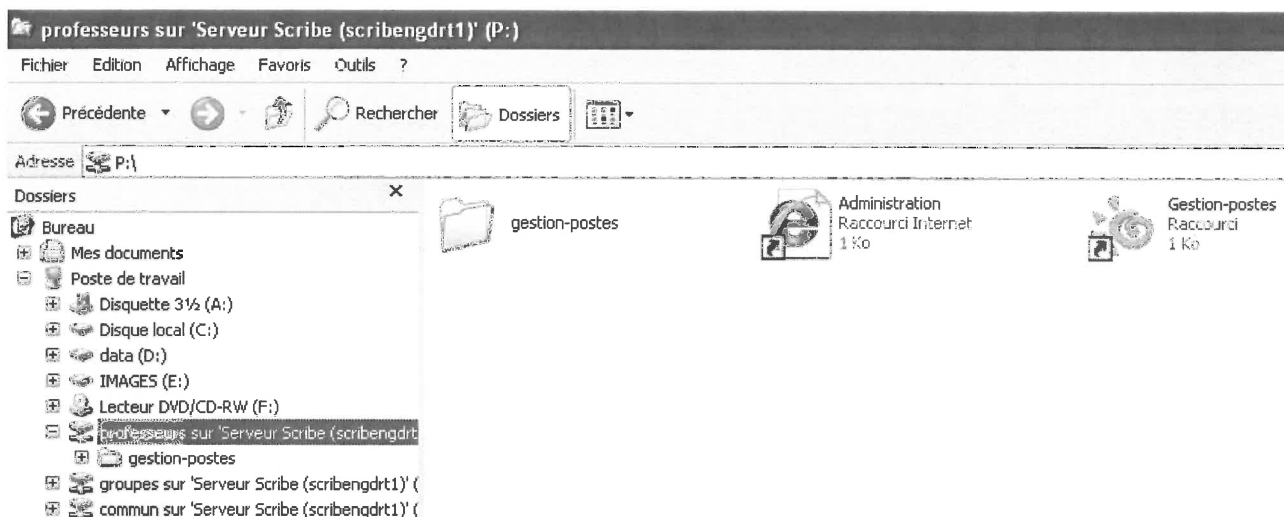 professeurs sur 'Serveur Scribe (scribengdrt1)' (P:)
Fichier Edition Affichage Favoris Outils ?
Précédente Rechercher Dossiers
Adresse P:\
Dossiers
Bureau
Mes documents
Poste de travail
Disquette 3½ (A:)
Disque local (C:)
data (D:)
IMAGES (E:)
Lecteur DVD/CD-RW (F:)
professeurs sur 'Serveur Scribe (scribengdrt
gestion-postes
groupes sur 'Serveur Scribe (scribengdrt1)' (
commun sur 'Serveur Scribe (scribengdrt1)' (
gestion-postes
Administration
Raccourci Internet
1 Ko
Gestion-postes
Raccourci
1 Ko